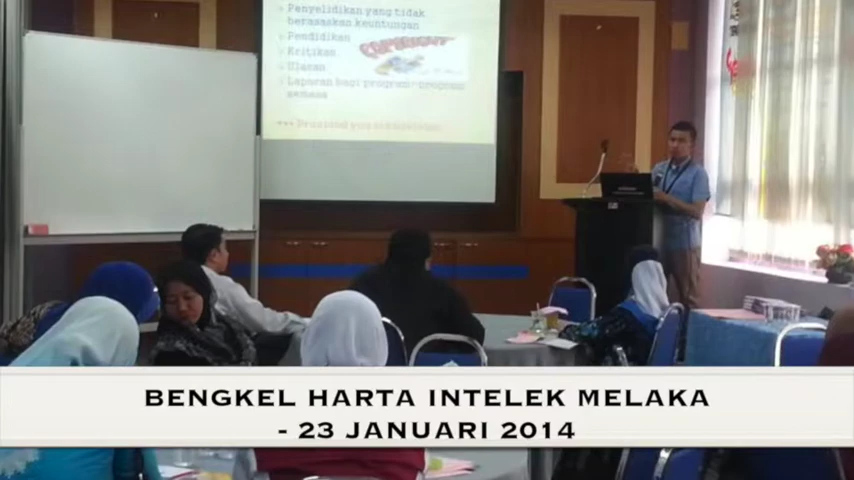 Penyelidikan yang tidak
berasaskan keuntungan
Pendidikan
Kritikan
Ulasan
Laporan bagi program-program
semasa
BENGKEL HARTA INTELEK MELAKA
- 23 JANUARI 2014